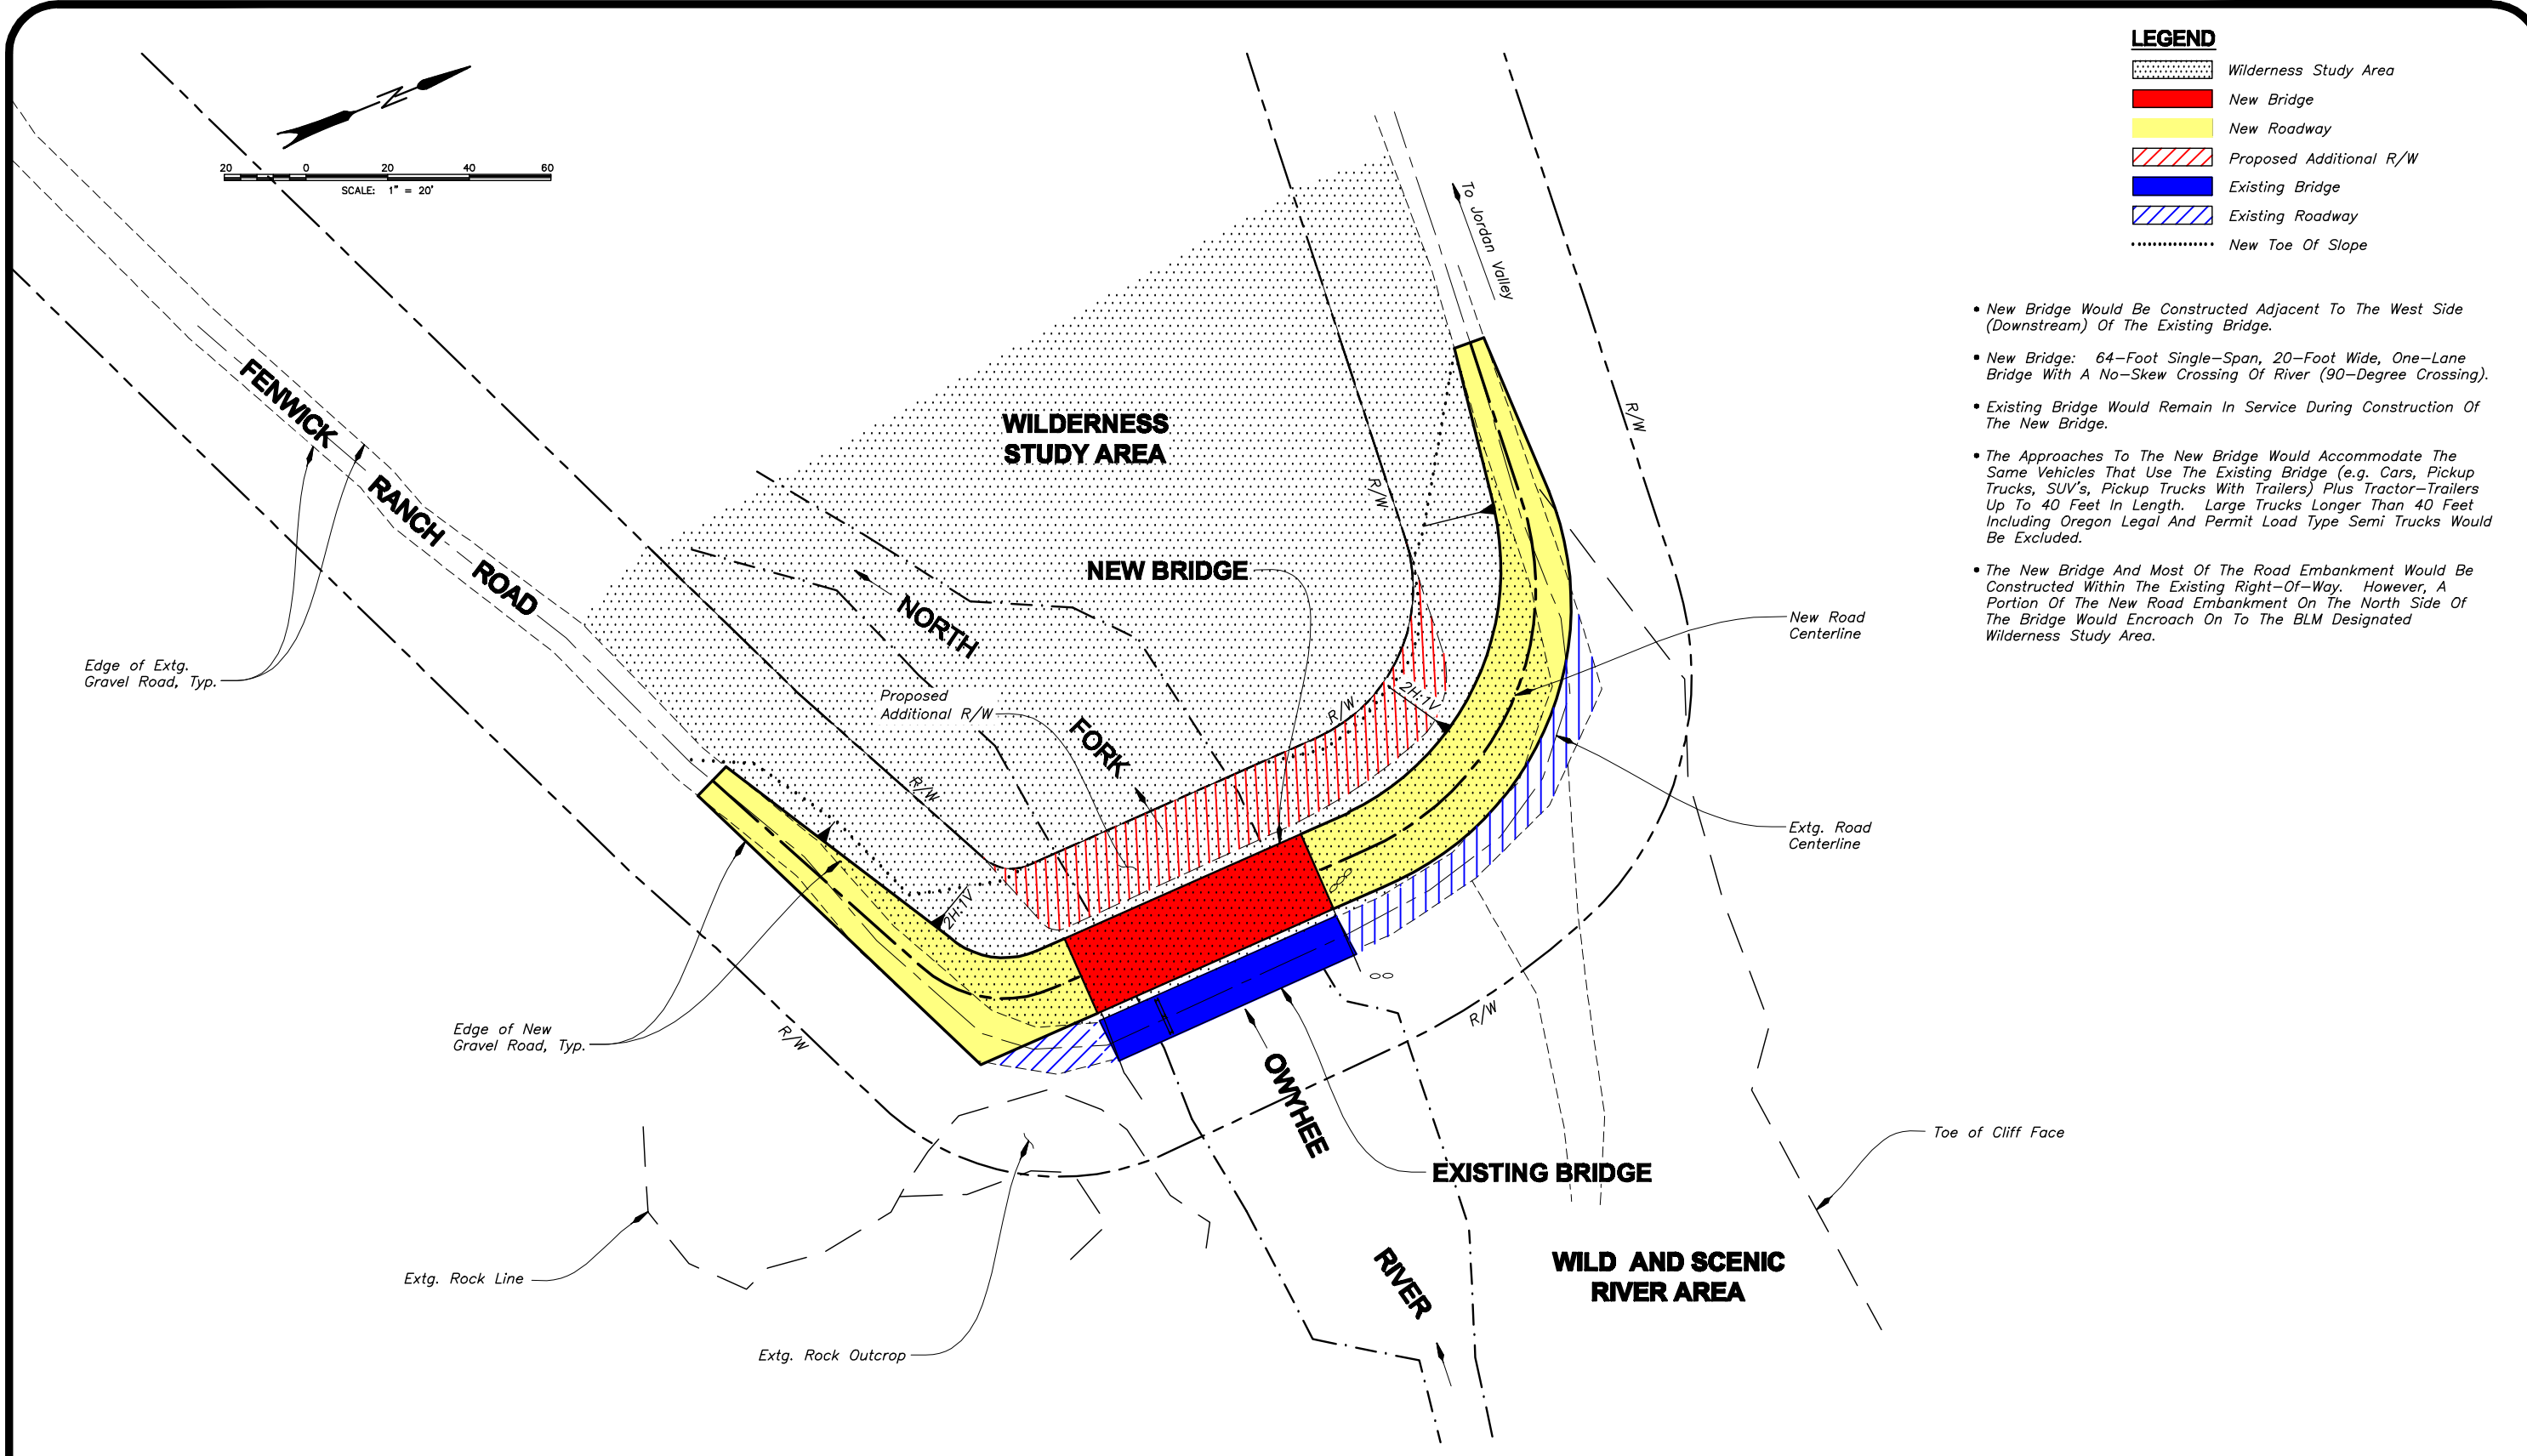 LEGEND
Wilderness Study Area
New Bridge
New Roadway
Proposed Additional R/W
Existing Bridge
Existing Roadway
New Toe Of Slope
N
20 0 20 40 60
SCALE: 1" = 20'
To Jordan Valley
• New Bridge Would Be Constructed Adjacent To The West Side
(Downstream) Of The Existing Bridge.
• New Bridge: 64-Foot Single-Span, 20-Foot Wide, One-Lane
Bridge With A No-Skew Crossing Of River (90-Degree Crossing).
• Existing Bridge Would Remain In Service During Construction Of
The New Bridge.
• The Approaches To The New Bridge Would Accommodate The
Same Vehicles That Use The Existing Bridge (e.g. Cars, Pickup
Trucks, SUV's, Pickup Trucks With Trailers) Plus Tractor-Trailers
Up To 40 Feet In Length. Large Trucks Longer Than 40 Feet
Including Oregon Legal And Permit Load Type Semi Trucks Would
Be Excluded.
• The New Bridge And Most Of The Road Embankment Would Be
Constructed Within The Existing Right-Of-Way. However, A
Portion Of The New Road Embankment On The North Side Of
The Bridge Would Encroach On To The BLM Designated
Wilderness Study Area.
FENWICK
RANCH
ROAD
WILDERNESS
STUDY AREA
R/W
R/W
NEW BRIDGE
NORTH
New Road
Centerline
Edge of Extg.
Gravel Road, Typ.
Proposed
Additional R/W
2H:1V
R/W
FORK
R/W
Extg. Road
Centerline
2H:1V
Edge of New
Gravel Road, Typ.
R/W
R/W
OWYHEE
EXISTING BRIDGE
Toe of Cliff Face
Extg. Rock Line
RIVER
WILD AND SCENIC
RIVER AREA
Extg. Rock Outcrop